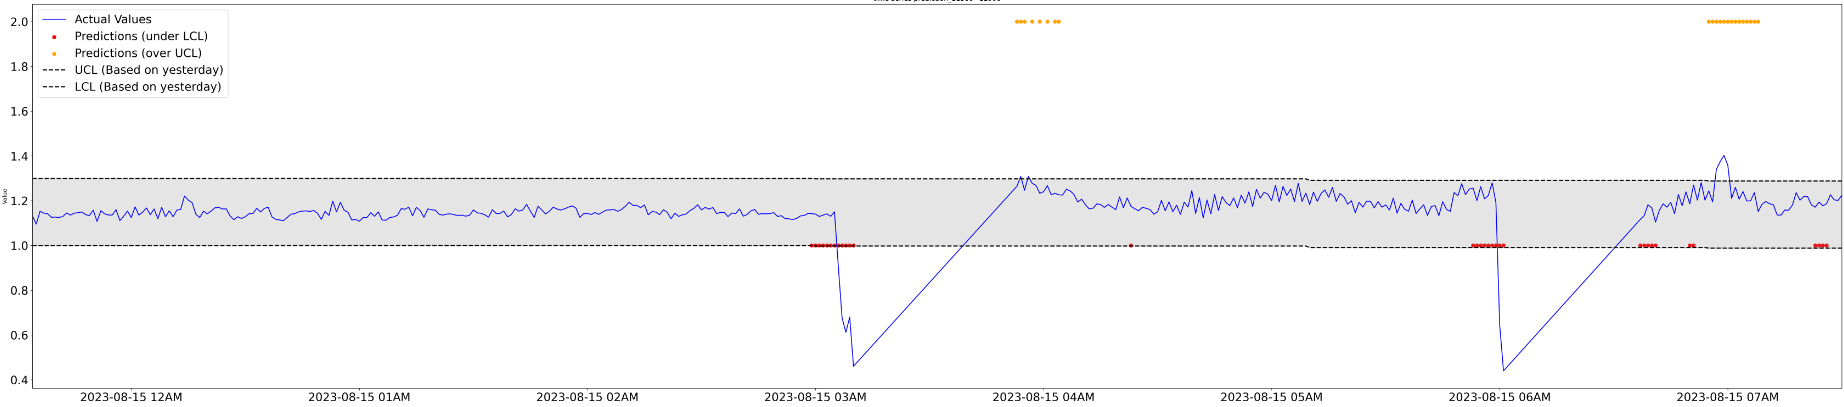 Actual Values
Predictions (under LCL)
Predictions (over UCL)
UCL (Based on yesterday)
LCL (Based on yesterday)
2.0
1.8
1.6
1.4
1.2
1.0
0.8
0.6
0.4
Value
2023-08-15 12AM
2023-08-15 01AM
2023-08-15 02AM
2023-08-15 03AM
2023-08-15 04AM
2023-08-15 05AM
2023-08-15 06AM
2023-08-15 07AM